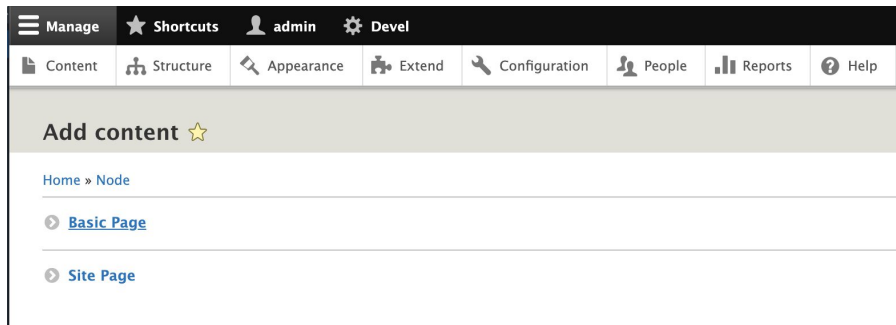 Manage Shortcuts admin Devel
Content Structure Appearance Extend Configuration People Reports Help
Add content
Home » Node
Basic Page
Site Page